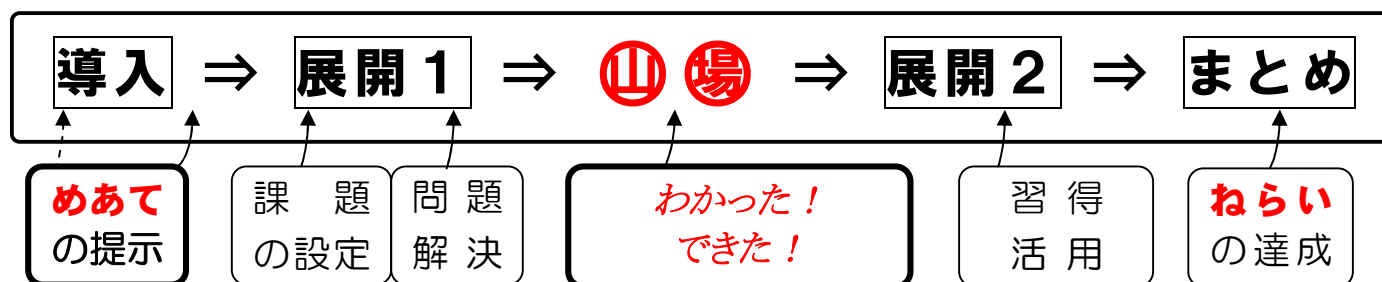 導入 ⇒ 展開１ ⇒ 山場 ⇒ 展開２ ⇒ まとめ
めあて
の提示
課題
の設定
問題
解決
わかった！
できた！
習得
活用
ねらい
の達成